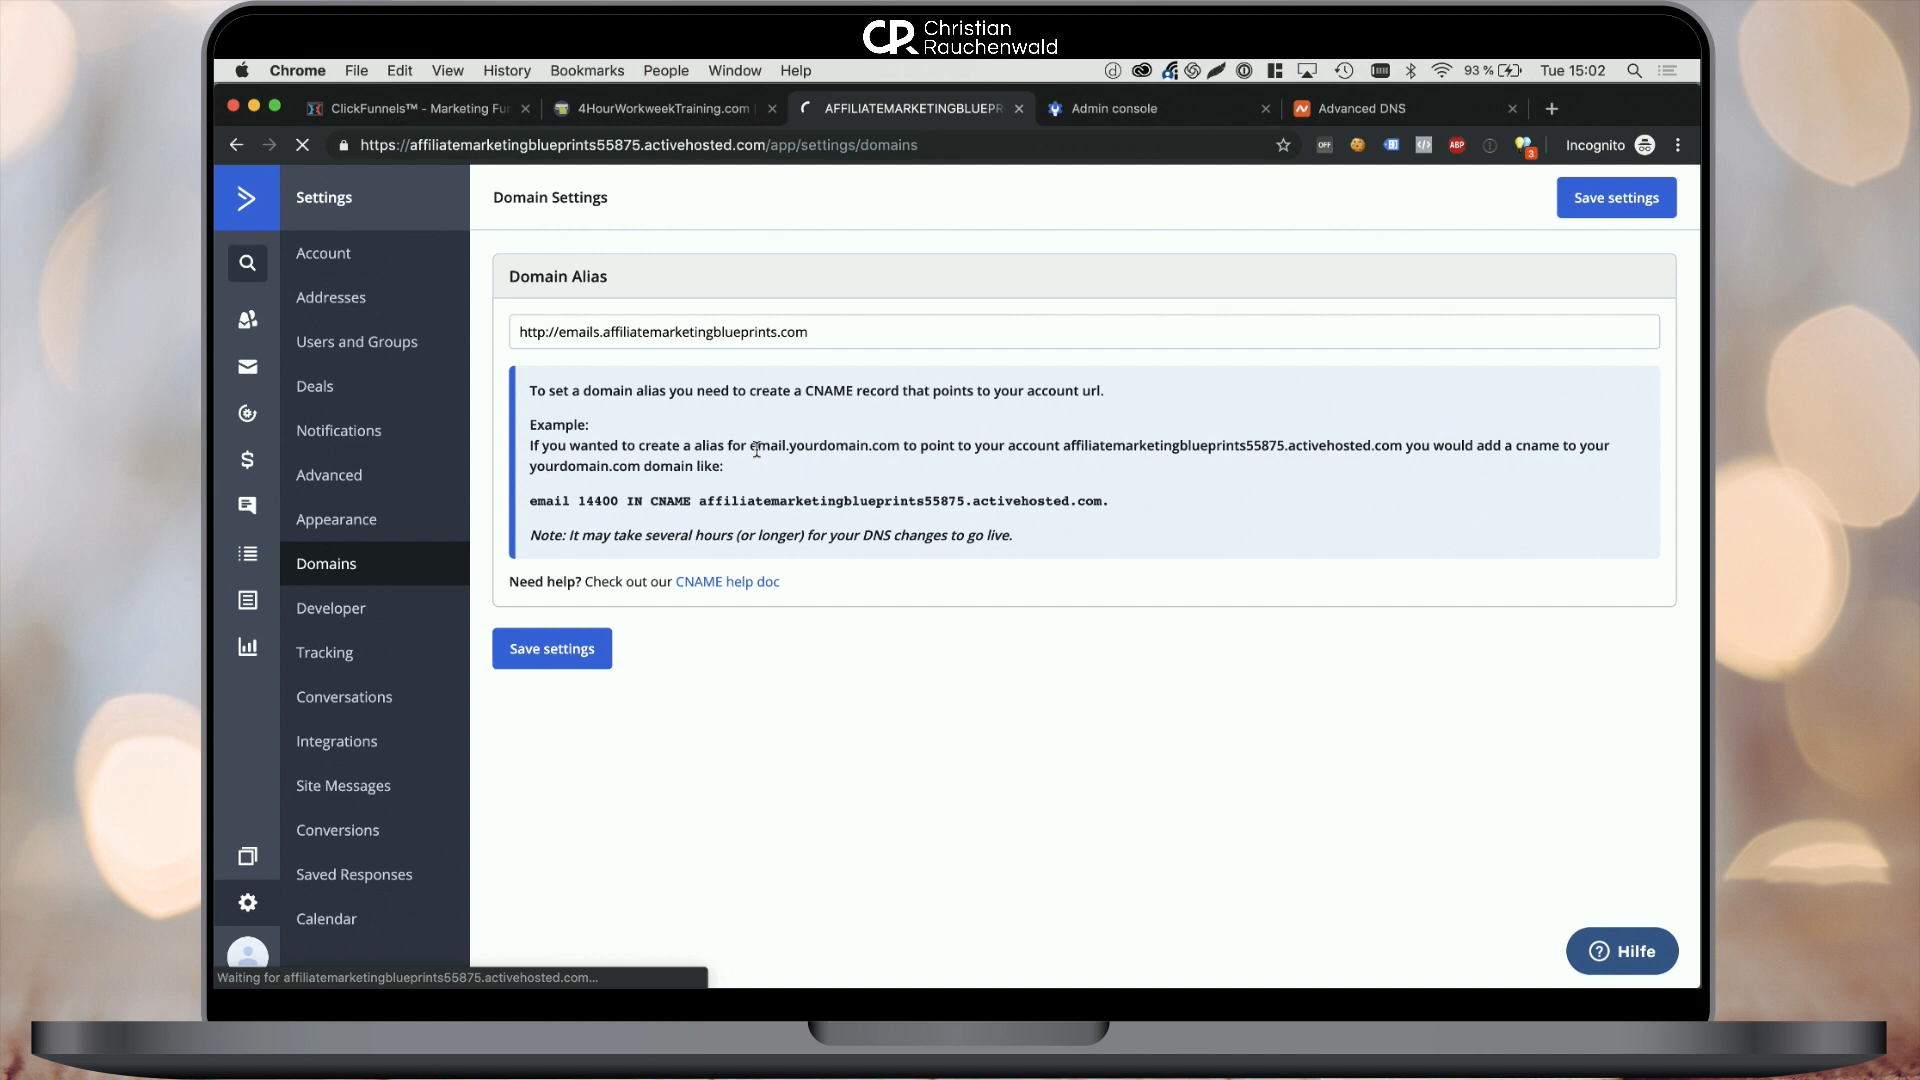 Christian
Rauchenwald
Chrome File Edit View History Bookmarks People Window Help 93 % Tue 15:02
ClickFunnels™ - Marketing Fu 4HourWorkweekTraining.com AFFILIATEMARKETINGBLUEPR Admin console Advanced DNS
https://affiliatemarketingblueprints55875.activehosted.com/app/settings/domains OFF ABP 3 Incognito
Settings
Domain Settings
Save settings
Account
Addresses
Users and Groups
Deals
Notifications
Advanced
Appearance
Domains
Developer
Tracking
Conversations
Integrations
Site Messages
Conversions
Saved Responses
Calendar
Domain Alias
http://emails.affiliatemarketingblueprints.com
To set a domain alias you need to create a CNAME record that points to your account url.
Example:
If you wanted to create a alias for email.yourdomain.com to point to your account affiliatemarketingblueprints55875.activehosted.com you would add a cname to your
yourdomain.com domain like:
email 14400 IN CNAME affiliatemarketingblueprints55875.activehosted.com.
Note: It may take several hours (or longer) for your DNS changes to go live.
Need help? Check out our CNAME help doc
Save settings
Hilfe
Waiting for affiliatemarketingblueprints55875.activehosted.com...